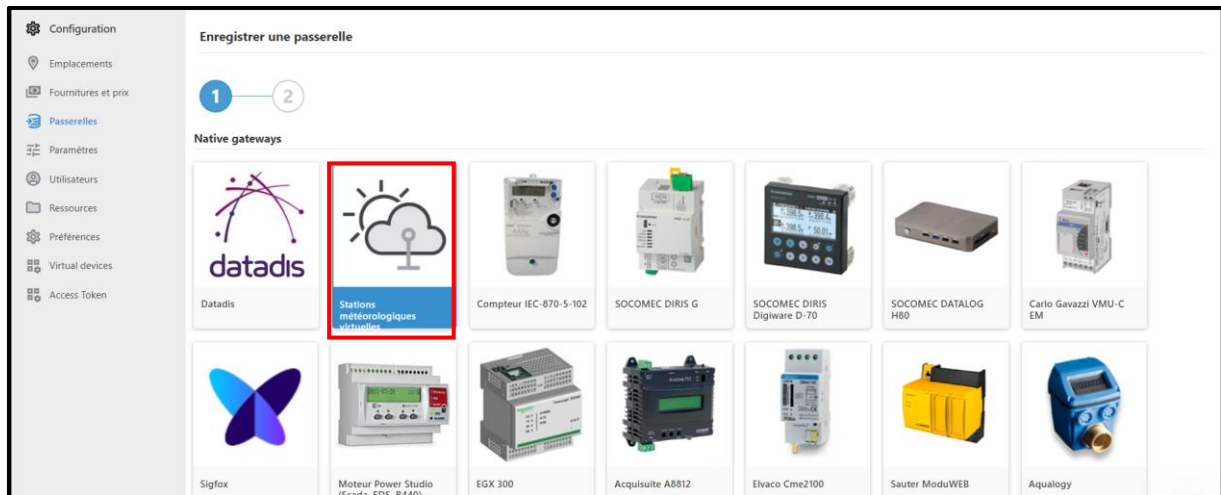 Configuration
Enregistrer une passerelle
Emplacements
Fournitures et prix
Passerelles
Paramètres
Utilisateurs
Ressources
Préférences
Virtual devices
Access Token
1
2
Native gateways
datadis
Datadis
Stations
météorologiques
virtuelles
Compteur IEC-870-5-102
SOCOMEC DIRIS G
SOCOMEC DIRIS
Digiware D-70
SOCOMEC DATALOG
H80
Carlo Gavazzi VMU-C
EM
Sigfox
Moteur Power Studio
(Scada, EDS, R440)
EGX 300
Acquisuite A8812
Elvaco Cme2100
Sauter ModuWEB
Aqualogy